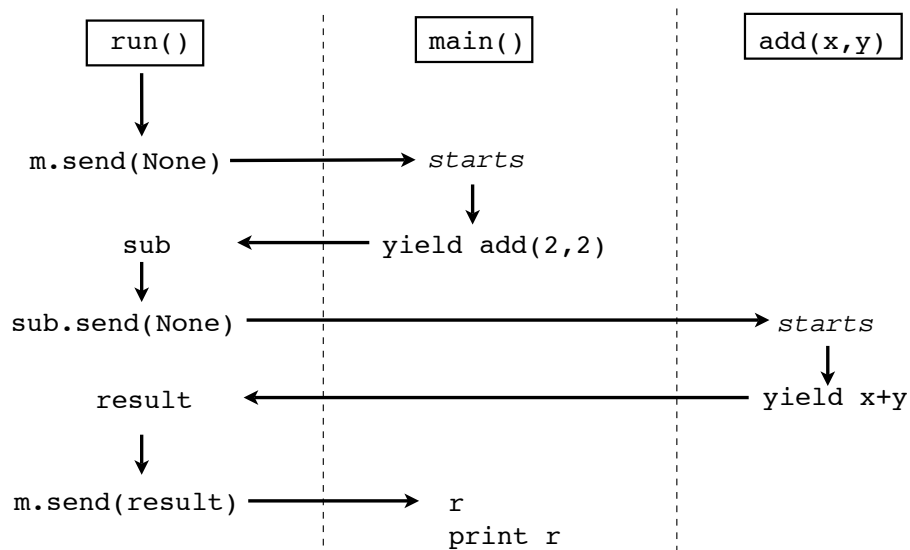 run()
main()
add(x,y)
m.send(None)
starts
sub
yield add(2,2)
sub.send(None)
starts
result
yield x+y
m.send(result)
r
print r